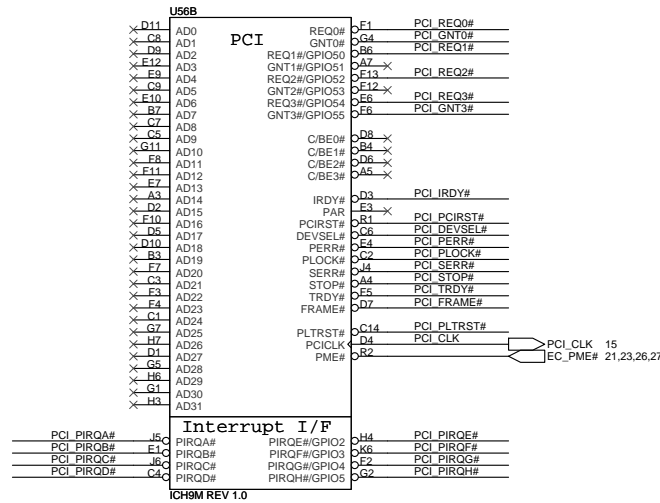 U56B
PCI
D11 AD0 REQ0# F1 PCI_REQ0#
C8 AD1 GNT0# G4 PCI_GNT0#
D9 AD2 REQ1#/GPIO50 B6 PCI_REQ1#
E12 AD3 GNT1#/GPIO51 A7
E9 AD4 REQ2#/GPIO52 F13 PCI_REQ2#
C9 AD5 GNT2#/GPIO53 F12
E10 AD6 REQ3#/GPIO54 E6 PCI_REQ3#
B7 AD7 GNT3#/GPIO55 F6 PCI_GNT3#
C7 AD8
C5 AD9 C/BE0# D8
G11 AD10 C/BE1# B4
F8 AD11 C/BE2# D6
F11 AD12 C/BE3# A5
E7 AD13
A3 AD14 IRDY# D3 PCI_IRDY#
D2 AD15 PAR E3
F10 AD16 PCIRST# R1 PCI_PCIRST#
D5 AD17 DEVSEL# C6 PCI_DEVSEL#
D10 AD18 PERR# E4 PCI_PERR#
B3 AD19 PLOCK# C2 PCI_PLOCK#
F7 AD20 SERR# J4 PCI_SERR#
C3 AD21 STOP# A4 PCI_STOP#
F3 AD22 TRDY# F5 PCI_TRDY#
F4 AD23 FRAME# D7 PCI_FRAME#
C1 AD24
G7 AD25 PLTRST# C14 PCI_PLTRST#
H7 AD26 PCICLK D4 PCI_CLK PCI_CLK 15
D1 AD27 PME# R2 EC_PME# 21,23,26,27
G5 AD28
H6 AD29
G1 AD30
H3 AD31
Interrupt I/F
PCI_PIRQA# J5 PIRQA# PIRQE#/GPIO2 H4 PCI_PIRQE#
PCI_PIRQB# E1 PIRQB# PIRQF#/GPIO3 K6 PCI_PIRQF#
PCI_PIRQC# J6 PIRQC# PIRQG#/GPIO4 F2 PCI_PIRQG#
PCI_PIRQD# C4 PIRQD# PIRQH#/GPIO5 G2 PCI_PIRQH#
ICH9M REV 1.0